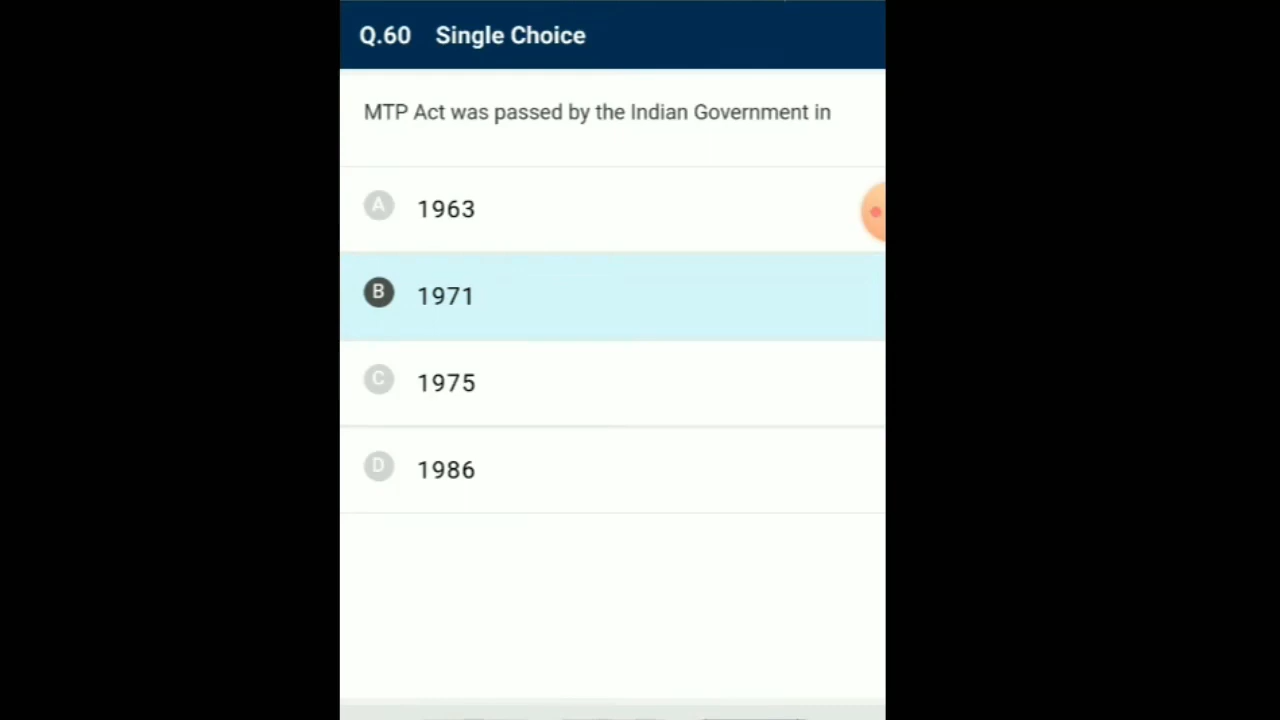 Q.60 Single Choice
MTP Act was passed by the Indian Government in
A 1963
B 1971
C 1975
D 1986